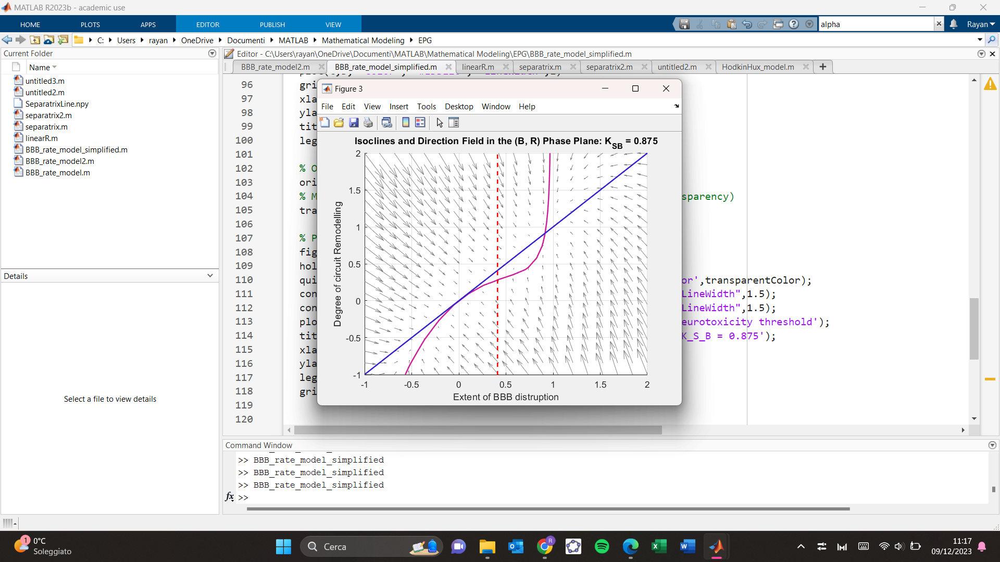 MATLAB R2023b - academic use
HOME PLOTS APPS EDITOR PUBLISH VIEW
alpha
Rayan
C: Users rayan OneDrive Documenti MATLAB Mathematical Modeling EPG
Current Folder
Name
untitled3.m
untitled2.m
SeparatrixLine.npy
separatrix2.m
separatrix.m
linearR.m
BBB_rate_model_simplified.m
BBB_rate_model2.m
BBB_rate_model.m
Details
Select a file to view details
Editor - C:\Users\rayan\OneDrive\Documenti\MATLAB\Mathematical Modeling\EPG\BBB_rate_model_simplified.m
BBB_rate_model2.m BBB_rate_model_simplified.m linearR.m separatrix.m separatrix2.m untitled2.m HodkinHux_model.m
96 gri
97 xla
98 yla
99 tit
100 leg
101
102 % O
103 ori
104 % M sparency)
105 tra
106
107 % P
108 fig
109 hol
110 qui or',transparentColor);
111 con LineWidth",1.5);
112 con LineWidth",1.5);
113 plo eurotoxicity threshold');
114 tit K_S_B = 0.875');
115 xla
116 yla
117 leg
118 gri
119
120
Figure 3
File Edit View Insert Tools Desktop Window Help
Isoclines and Direction Field in the (B, R) Phase Plane: K_SB = 0.875
Degree of circuit Remodelling
2
1.5
1
0.5
0
-0.5
-1
-1 -0.5 0 0.5 1 1.5 2
Extent of BBB distruption
Command Window
>> BBB_rate_model_simplified
>> BBB_rate_model_simplified
>> BBB_rate_model_simplified
fx >>
1
0°C
Soleggiato
Cerca
R
11:17
09/12/2023